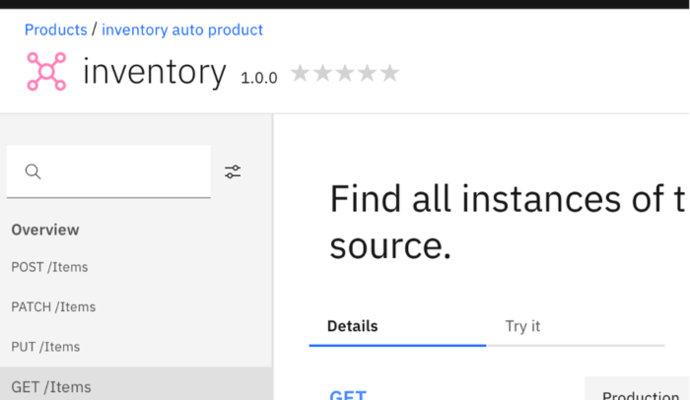 Products / inventory auto product
inventory 1.0.0
Find all instances of t
source.
Overview
POST /Items
PATCH /Items
PUT /Items
GET /Items
Details Try it
GET
Production